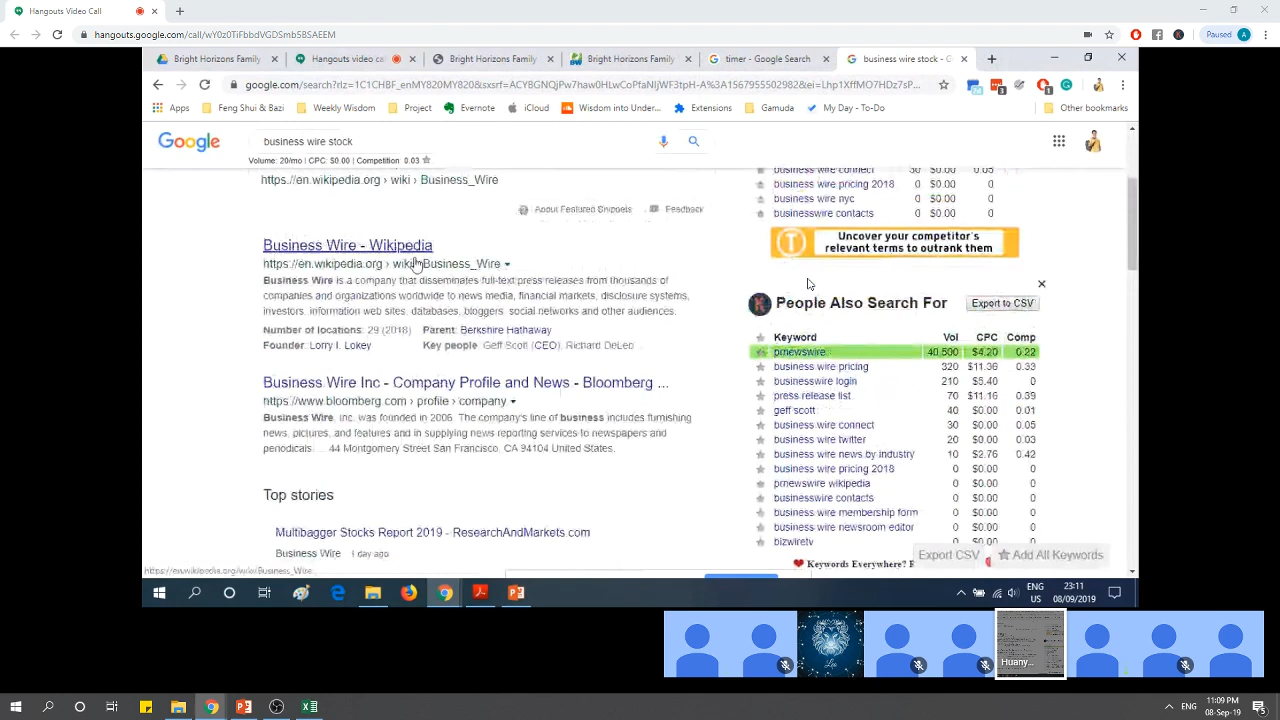 Hangouts Video Call
hangouts.google.com/call/wY0z0TiFbbdVGDSmb5BSAEEM
Paused
A
Bright Horizons Family
Hangouts video ca
Bright Horizons Family
Bright Horizons Family
timer - Google Search
business wire stock - G
google.com/search?rlz=1C1CHBF_enMY820MY820&sxsrf=
Apps
Feng Shui & Bazi
Weekly Wisdom
Project
Evernote
iCloud
Into Wisdom into Under...
Extensions
Gamuda
My Day - To-Do
Other bookmarks
Google
business wire stock
Volume: 20/mo | CPC: $0.00 | Competition: 0.03
https://en.wikipedia.org › wiki › Business_Wire
About Featured Snippets
Feedback
Business Wire - Wikipedia
https://en.wikipedia.org › wiki › Business_Wire
Business Wire is a company that disseminates full-text press releases from thousands of
companies and organizations worldwide to news media, financial markets, disclosure systems,
investors, information web sites, databases, bloggers, social networks and other audiences.
Number of locations: 29 (2018) Parent: Berkshire Hathaway
Founder: Lorry I. Lokey Key people: Geff Scott (CEO), Richard DeLeo
Business Wire Inc - Company Profile and News - Bloomberg ...
https://www.bloomberg.com › profile › company
Business Wire, Inc. was founded in 2006. The company's line of business includes furnishing
news, pictures, and features and in supplying news reporting services to newspapers and
periodicals. ... 44 Montgomery Street San Francisco, CA 94104 United States.
Top stories
Multibagger Stocks Report 2019 - ResearchAndMarkets.com
Business Wire 1 day ago
https://en.wikipedia.org/wiki/Business_Wire
business wire connect 30 $0.00 0.05
business wire pricing 2018 0 $0.00 0
business wire nyc 0 $0.00 0
businesswire contacts 0 $0.00 0
Uncover your competitor's
relevant terms to outrank them
People Also Search For
Export to CSV
Keyword Vol CPC Comp
prnewswire 40,500 $4.20 0.22
business wire pricing 320 $11.36 0.33
businesswire login 210 $5.40 0
press release list 70 $11.16 0.39
geff scott 40 $0.00 0.01
business wire connect 30 $0.00 0.05
business wire twitter 20 $0.00 0.03
business wire news by industry 10 $2.76 0.42
business wire pricing 2018 0 $0.00 0
prnewswire wikipedia 0 $0.00 0
businesswire contacts 0 $0.00 0
business wire membership form 0 $0.00 0
business wire newsroom editor 0 $0.00 0
bizwiretv 0 $0.00 0
Export CSV
Add All Keywords
Keywords Everywhere?
ENG
US
23:11
08/09/2019
Huany...
ENG
11:09 PM
08-Sep-19